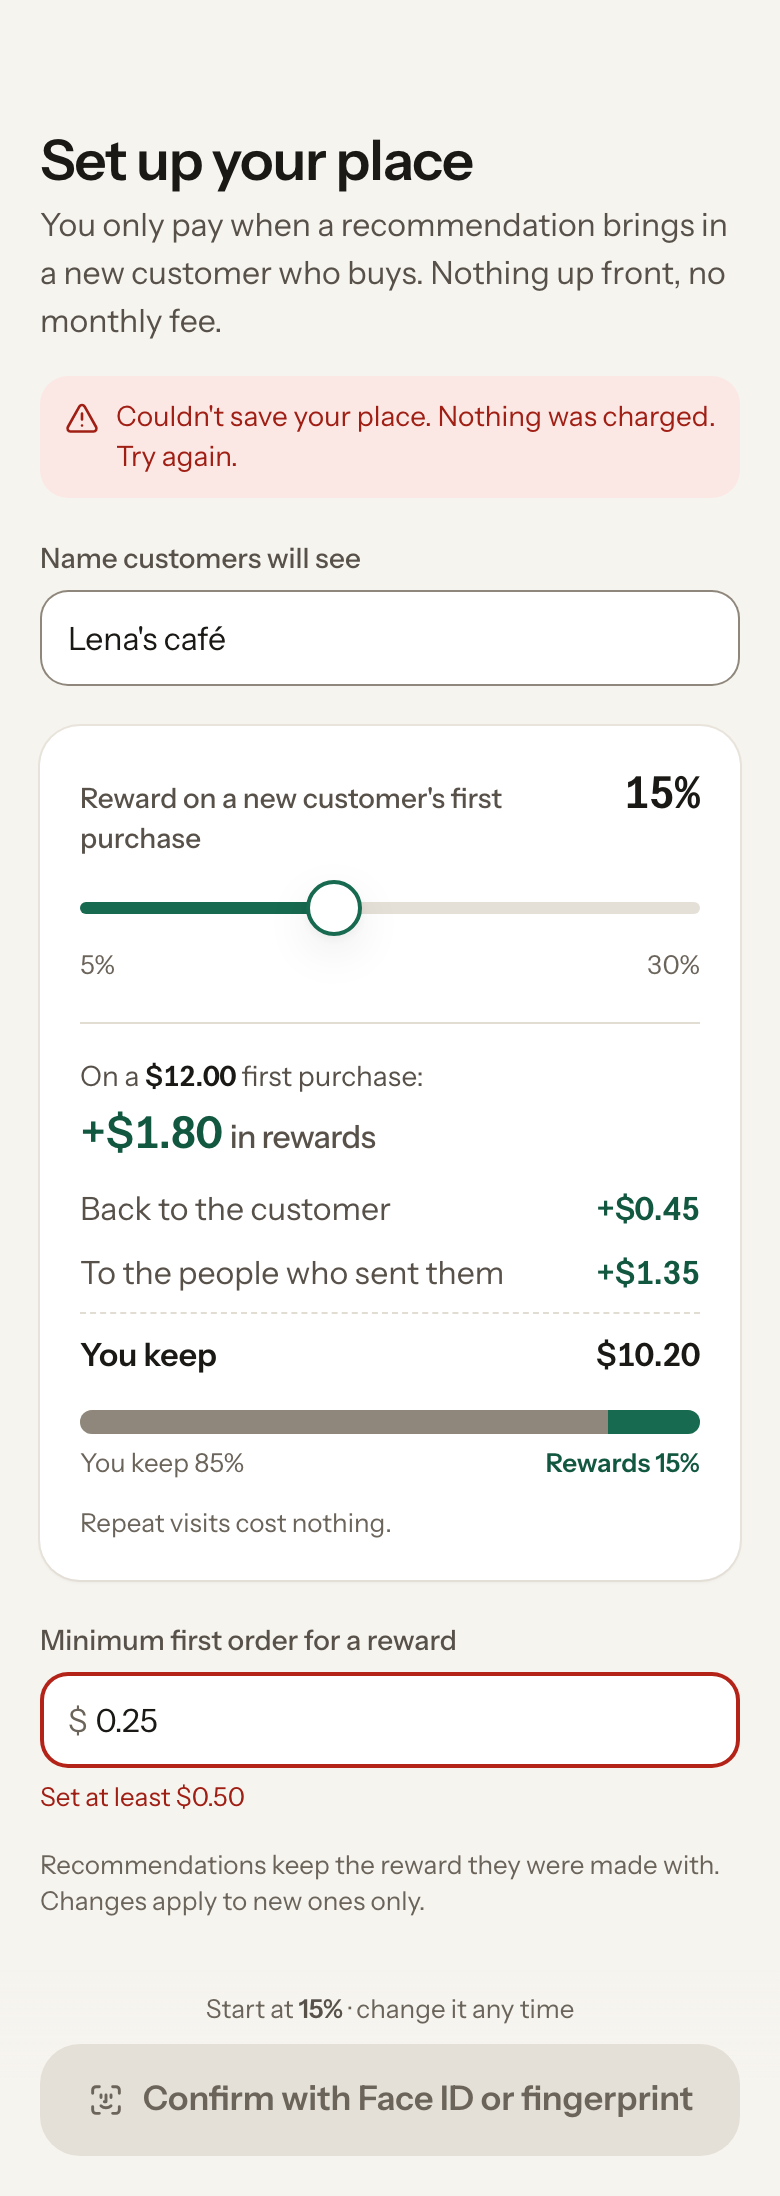 Set up your place
You only pay when a recommendation brings in
a new customer who buys. Nothing up front, no
monthly fee.
Couldn't save your place. Nothing was charged.
Try again.
Name customers will see
Lena's café
Reward on a new customer's first
purchase
15%
5%
30%
On a $12.00 first purchase:
+$1.80 in rewards
Back to the customer +$0.45
To the people who sent them +$1.35
You keep $10.20
You keep 85% Rewards 15%
Repeat visits cost nothing.
Minimum first order for a reward
$ 0.25
Set at least $0.50
Recommendations keep the reward they were made with.
Changes apply to new ones only.
Start at 15% · change it any time
Confirm with Face ID or fingerprint